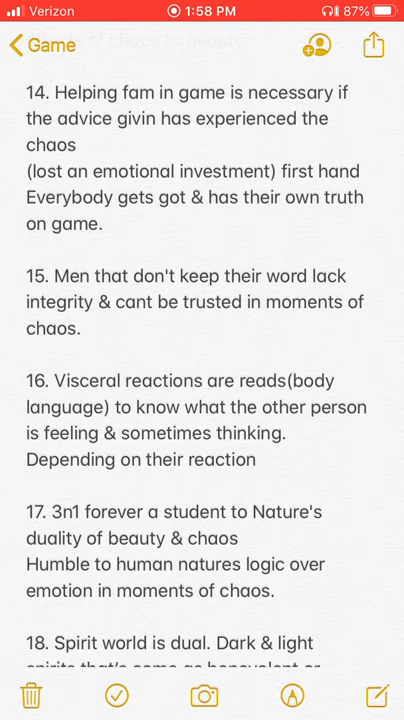 Verizon 1:58 PM 87%
Game
14. Helping fam in game is necessary if
the advice givin has experienced the
chaos
(lost an emotional investment) first hand
Everybody gets got & has their own truth
on game.
15. Men that don't keep their word lack
integrity & cant be trusted in moments of
chaos.
16. Visceral reactions are reads(body
language) to know what the other person
is feeling & sometimes thinking.
Depending on their reaction
17. 3n1 forever a student to Nature's
duality of beauty & chaos
Humble to human natures logic over
emotion in moments of chaos.
18. Spirit world is dual. Dark & light